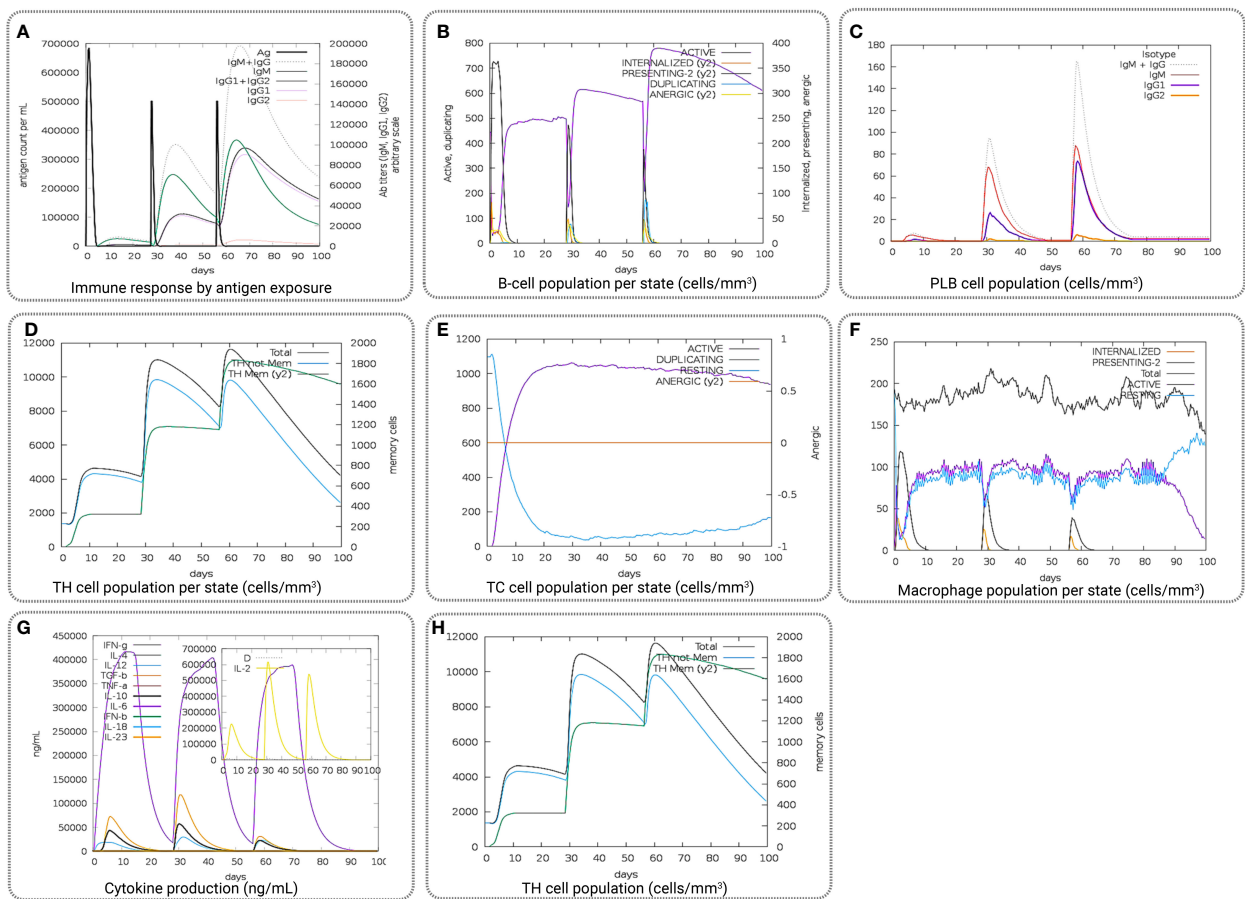 A
700000
600000
500000
400000
300000
200000
100000
0
antigen count per mL
Ag
IgM+IgG
IgM
IgG1+IgG2
IgG1
IgG2
200000
180000
160000
140000
120000
100000
80000
60000
40000
20000
0
Ab titers (IgM, IgG1, IgG2)
arbitrary scale
0 10 20 30 40 50 60 70 80 90 100
days
Immune response by antigen exposure
B
800
700
600
500
400
300
200
100
0
Active, duplicating
ACTIVE
INTERNALIZED (y2)
PRESENTING-2 (y2)
DUPLICATING
ANERGIC (y2)
400
350
300
250
200
150
100
50
0
Internalized, presenting, anergic
0 10 20 30 40 50 60 70 80 90 100
days
B-cell population per state (cells/mm³)
C
180
160
140
120
100
80
60
40
20
0
Isotype
IgM + IgG
IgM
IgG1
IgG2
0 10 20 30 40 50 60 70 80 90 100
days
PLB cell population (cells/mm³)
D
12000
10000
8000
6000
4000
2000
0
Total
TH not Mem
TH Mem (y2)
2000
1800
1600
1400
1200
1000
800
600
400
200
0
memory cells
0 10 20 30 40 50 60 70 80 90 100
days
TH cell population per state (cells/mm³)
E
1200
1000
800
600
400
200
0
ACTIVE
DUPLICATING
RESTING
ANERGIC (y2)
1
0.5
0
-0.5
-1
Anergic
0 10 20 30 40 50 60 70 80 90 100
days
TC cell population per state (cells/mm³)
F
250
200
150
100
50
0
INTERNALIZED
PRESENTING-2
Total
ACTIVE
RESTING
0 10 20 30 40 50 60 70 80 90 100
days
Macrophage population per state (cells/mm³)
G
450000
400000
350000
300000
250000
200000
150000
100000
50000
0
ng/mL
IFN-g
IL-4
IL-12
TGF-b
TNF-a
IL-10
IL-6
IFN-b
IL-18
IL-23
700000
600000
500000
400000
300000
200000
100000
0
D
IL-2
0 10 20 30 40 50 60 70 80 90 100
0 10 20 30 40 50 60 70 80 90 100
days
Cytokine production (ng/mL)
H
12000
10000
8000
6000
4000
2000
0
Total
TH not Mem
TH Mem (y2)
2000
1800
1600
1400
1200
1000
800
600
400
200
0
memory cells
0 10 20 30 40 50 60 70 80 90 100
days
TH cell population (cells/mm³)